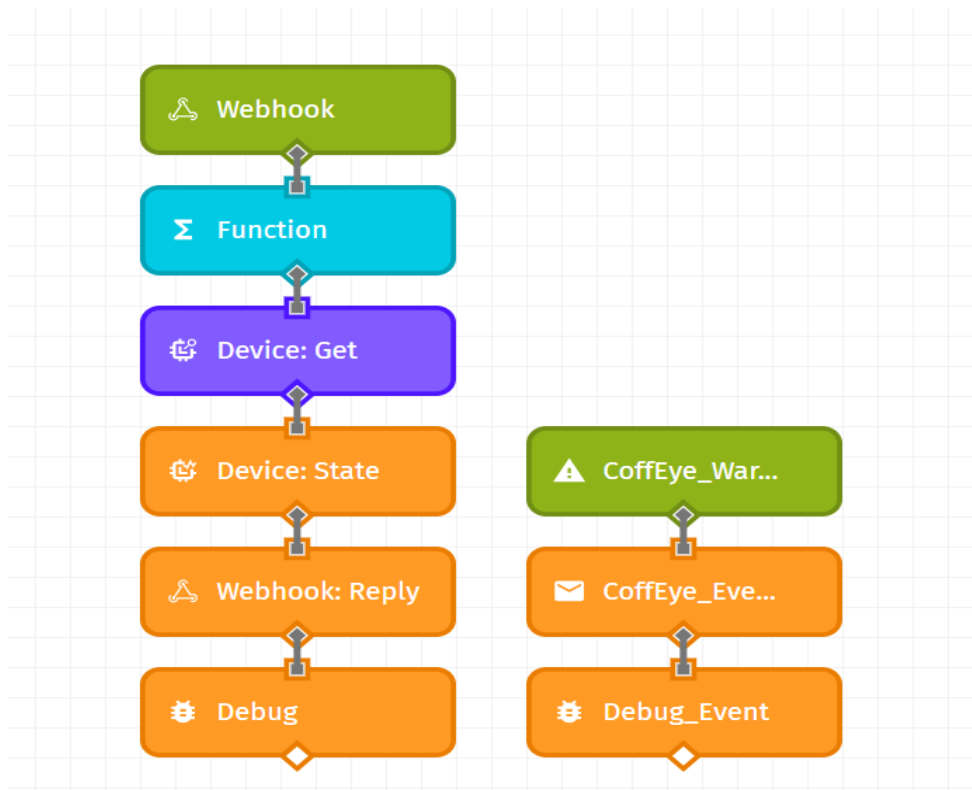 Webhook
Function
Device: Get
Device: State
Webhook: Reply
Debug
CoffEye_War...
CoffEye_Eve...
Debug_Event